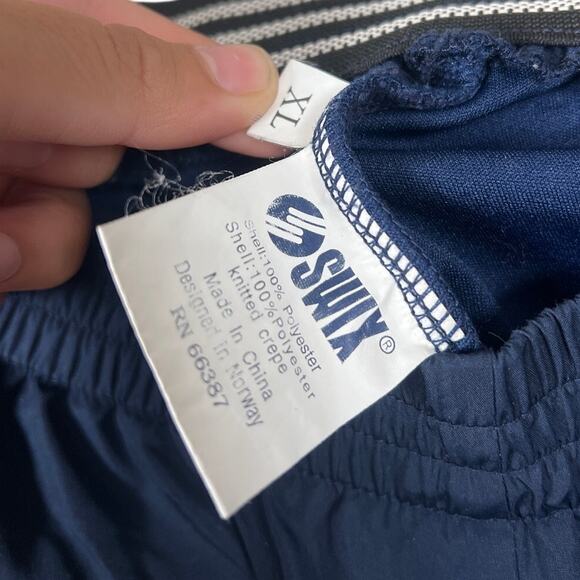 XL
SWIX®
Shell:100% Polyester
Shell:100%Polyester
knitted crepe
Made In China
Designed In Norway
RN 66387